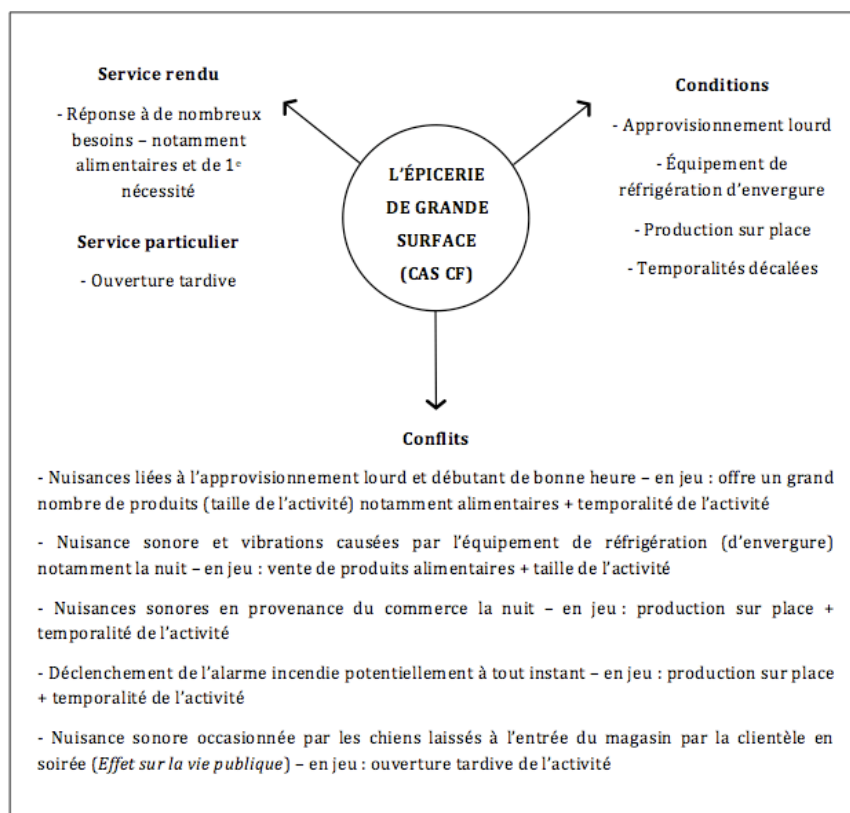 Service rendu
- Réponse à de nombreux
besoins – notamment
alimentaires et de 1e
nécessité
Service particulier
- Ouverture tardive
L'ÉPICERIE
DE GRANDE
SURFACE
(CAS CF)
Conditions
- Approvisionnement lourd
- Équipement de
réfrigération d'envergure
- Production sur place
- Temporalités décalées
Conflits
- Nuisances liées à l'approvisionnement lourd et débutant de bonne heure – en jeu : offre un grand
nombre de produits (taille de l'activité) notamment alimentaires + temporalité de l'activité
- Nuisance sonore et vibrations causées par l'équipement de réfrigération (d'envergure)
notamment la nuit – en jeu : vente de produits alimentaires + taille de l'activité
- Nuisances sonores en provenance du commerce la nuit – en jeu : production sur place +
temporalité de l'activité
- Déclenchement de l'alarme incendie potentiellement à tout instant – en jeu : production sur place
+ temporalité de l'activité
- Nuisance sonore occasionnée par les chiens laissés à l'entrée du magasin par la clientèle en
soirée (Effet sur la vie publique) – en jeu : ouverture tardive de l'activité